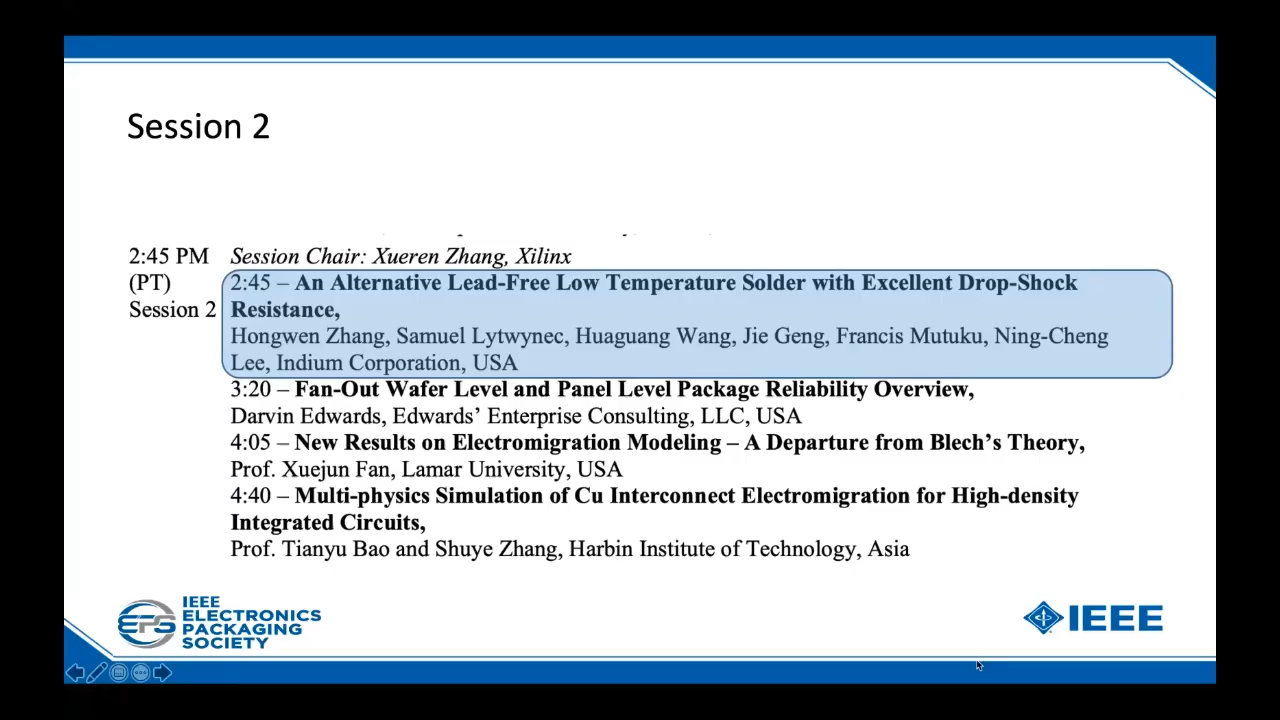 Session 2
2:45 PM Session Chair: Xueren Zhang, Xilinx
(PT) 2:45 – An Alternative Lead-Free Low Temperature Solder with Excellent Drop-Shock
Session 2 Resistance,
Hongwen Zhang, Samuel Lytwynec, Huaguang Wang, Jie Geng, Francis Mutuku, Ning-Cheng
Lee, Indium Corporation, USA
3:20 – Fan-Out Wafer Level and Panel Level Package Reliability Overview,
Darvin Edwards, Edwards’ Enterprise Consulting, LLC, USA
4:05 – New Results on Electromigration Modeling – A Departure from Blech’s Theory,
Prof. Xuejun Fan, Lamar University, USA
4:40 – Multi-physics Simulation of Cu Interconnect Electromigration for High-density
Integrated Circuits,
Prof. Tianyu Bao and Shuye Zhang, Harbin Institute of Technology, Asia
EPS
IEEE
ELECTRONICS
PACKAGING
SOCIETY
IEEE